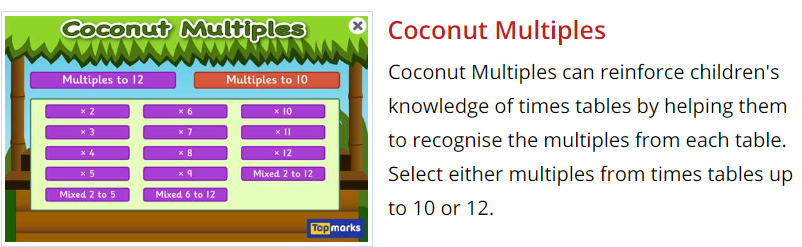 Coconut Multiples
Multiples to 12
Multiples to 10
× 2
× 6
× 10
× 3
× 7
× 11
× 4
× 8
× 12
× 5
× 9
Mixed 2 to 12
Mixed 2 to 5
Mixed 6 to 12
Topmarks
Coconut Multiples
Coconut Multiples can reinforce children's
knowledge of times tables by helping them
to recognise the multiples from each table.
Select either multiples from times tables up
to 10 or 12.